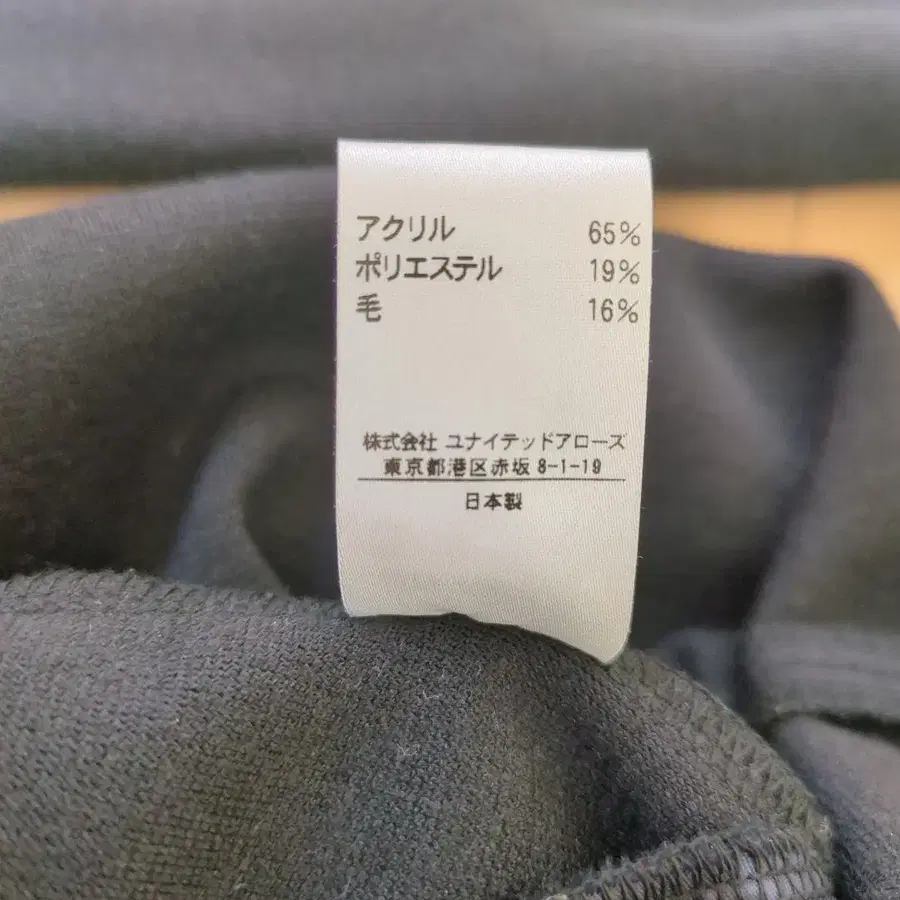 アクリル 65%
ポリエステル 19%
毛 16%
株式会社 ユナイテッドアローズ
東京都港区赤坂 8-1-19
日本製